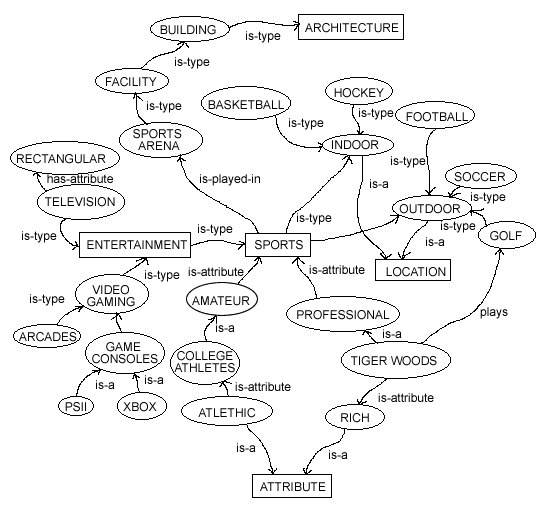 BUILDING
ARCHITECTURE
is-type
is-type
FACILITY
is-type
HOCKEY
BASKETBALL
is-type
FOOTBALL
is-type
SPORTS
ARENA
INDOOR
RECTANGULAR
has-attribute
is-played-in
is-a
is-type
SOCCER
TELEVISION
is-type
is-type
OUTDOOR
is-type
is-type
is-type
is-a
GOLF
ENTERTAINMENT
SPORTS
is-type
is-attribute
is-attribute
LOCATION
VIDEO
GAMING
AMATEUR
is-type
PROFESSIONAL
plays
ARCADES
is-a
is-a
GAME
CONSOLES
COLLEGE
ATHLETES
TIGER WOODS
is-a
is-a
is-attribute
is-attribute
PSII
XBOX
ATLETHIC
RICH
is-a
is-a
ATTRIBUTE